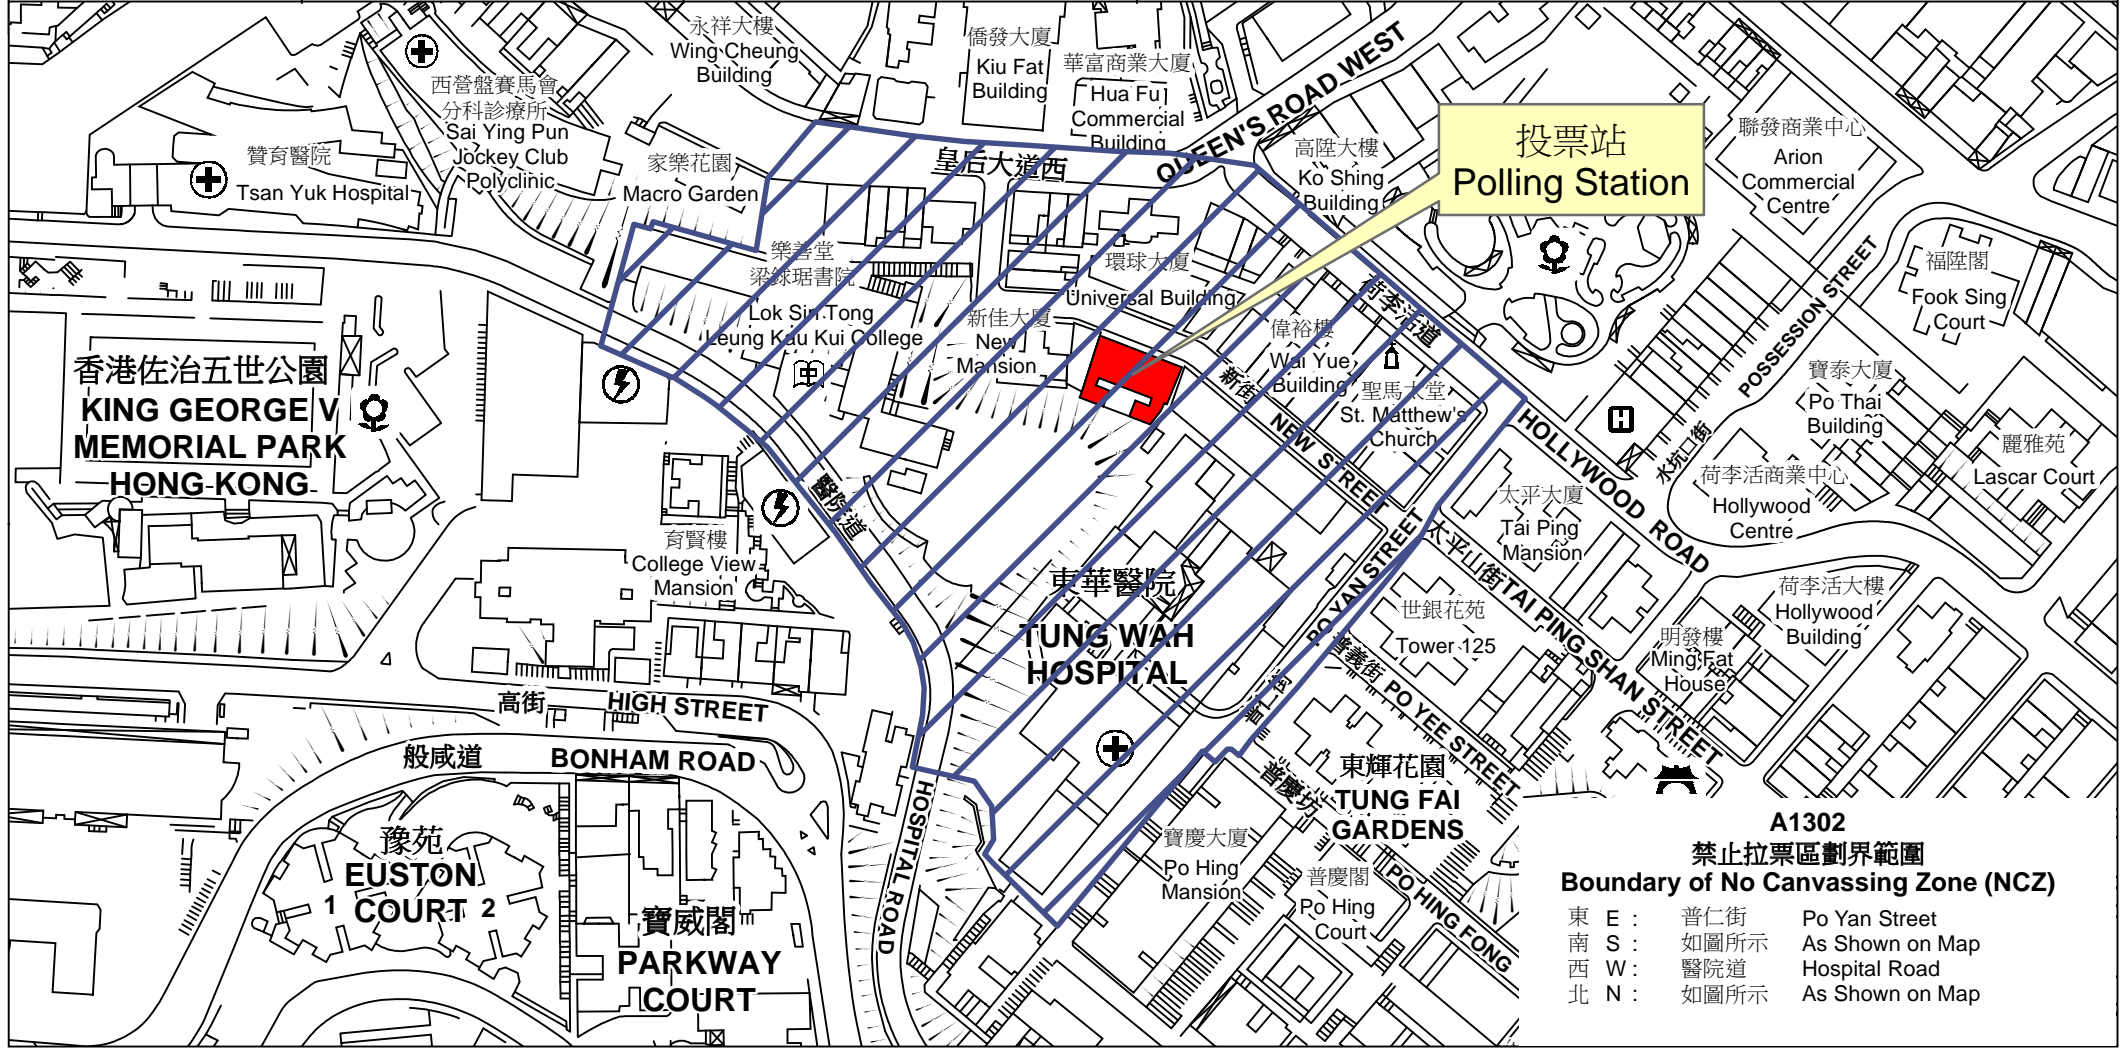 永祥大樓
Wing Cheung
Building
僑發大廈
Kiu Fat
Building
華富商業大廈
Hua Fu
Commercial
Building
QUEEN'S ROAD WEST
皇后大道西
西營盤賽馬會
分科診療所
Sai Ying Pun
Jockey Club
Polyclinic
贊育醫院
Tsan Yuk Hospital
家樂花園
Macro Garden
高陞大樓
Ko Shing
Building
投票站
Polling Station
聯發商業中心
Arion
Commercial
Centre
樂善堂
梁銶琚書院
Lok Sin Tong
Leung Kau Kui College
環球大廈
Universal Building
新佳大廈
New
Mansion
偉裕樓
Wai Yue
Building
荷李活道
聖馬太堂
St. Matthew's
Church
POSSESSION STREET
水坑口街
福陞閣
Fook Sing
Court
寶泰大廈
Po Thai
Building
麗雅苑
Lascar Court
香港佐治五世公園
KING GEORGE V
MEMORIAL PARK
HONG KONG
新街
NEW STREET
HOLLYWOOD ROAD
荷李活商業中心
Hollywood
Centre
太平大廈
Tai Ping
Mansion
醫院道
育賢樓
College View
Mansion
東華醫院
TUNG WAH
HOSPITAL
PO YAN STREET
普仁街
太平山街
TAI PING SHAN STREET
世銀花苑
Tower 125
荷李活大樓
Hollywood
Building
明發樓
Ming Fat
House
普義街
PO YEE STREET
高街
HIGH STREET
般咸道
BONHAM ROAD
東輝花園
TUNG FAI
GARDENS
普慶坊
PO HING FONG
豫苑
EUSTON
COURT
1
2
寶威閣
PARKWAY
COURT
HOSPITAL ROAD
寶慶大廈
Po Hing
Mansion
普慶閣
Po Hing
Court
A1302
禁止拉票區劃界範圍
Boundary of No Canvassing Zone (NCZ)
東 E : 普仁街 Po Yan Street
南 S : 如圖所示 As Shown on Map
西 W : 醫院道 Hospital Road
北 N : 如圖所示 As Shown on Map